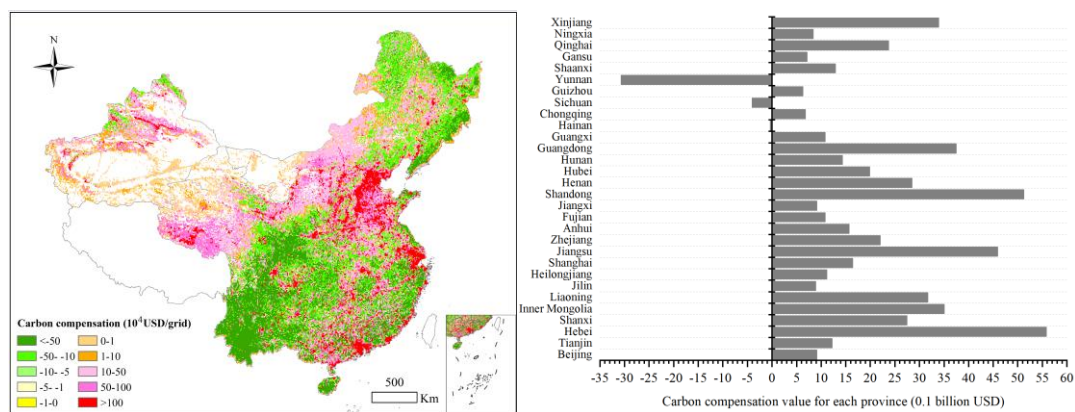 N
Carbon compensation (10⁴USD/grid)
<-50 0-1
-50- -10 1-10
-10- -5 10-50
-5- -1 50-100
-1-0 >100
500
Km
Xinjiang
Ningxia
Qinghai
Gansu
Shaanxi
Yunnan
Guizhou
Sichuan
Chongqing
Hainan
Guangxi
Guangdong
Hunan
Hubei
Henan
Shandong
Jiangxi
Fujian
Anhui
Zhejiang
Jiangsu
Shanghai
Heilongjiang
Jilin
Liaoning
Inner Mongolia
Shanxi
Hebei
Tianjin
Beijing
-35 -30 -25 -20 -15 -10 -5 0 5 10 15 20 25 30 35 40 45 50 55 60
Carbon compensation value for each province (0.1 billion USD)